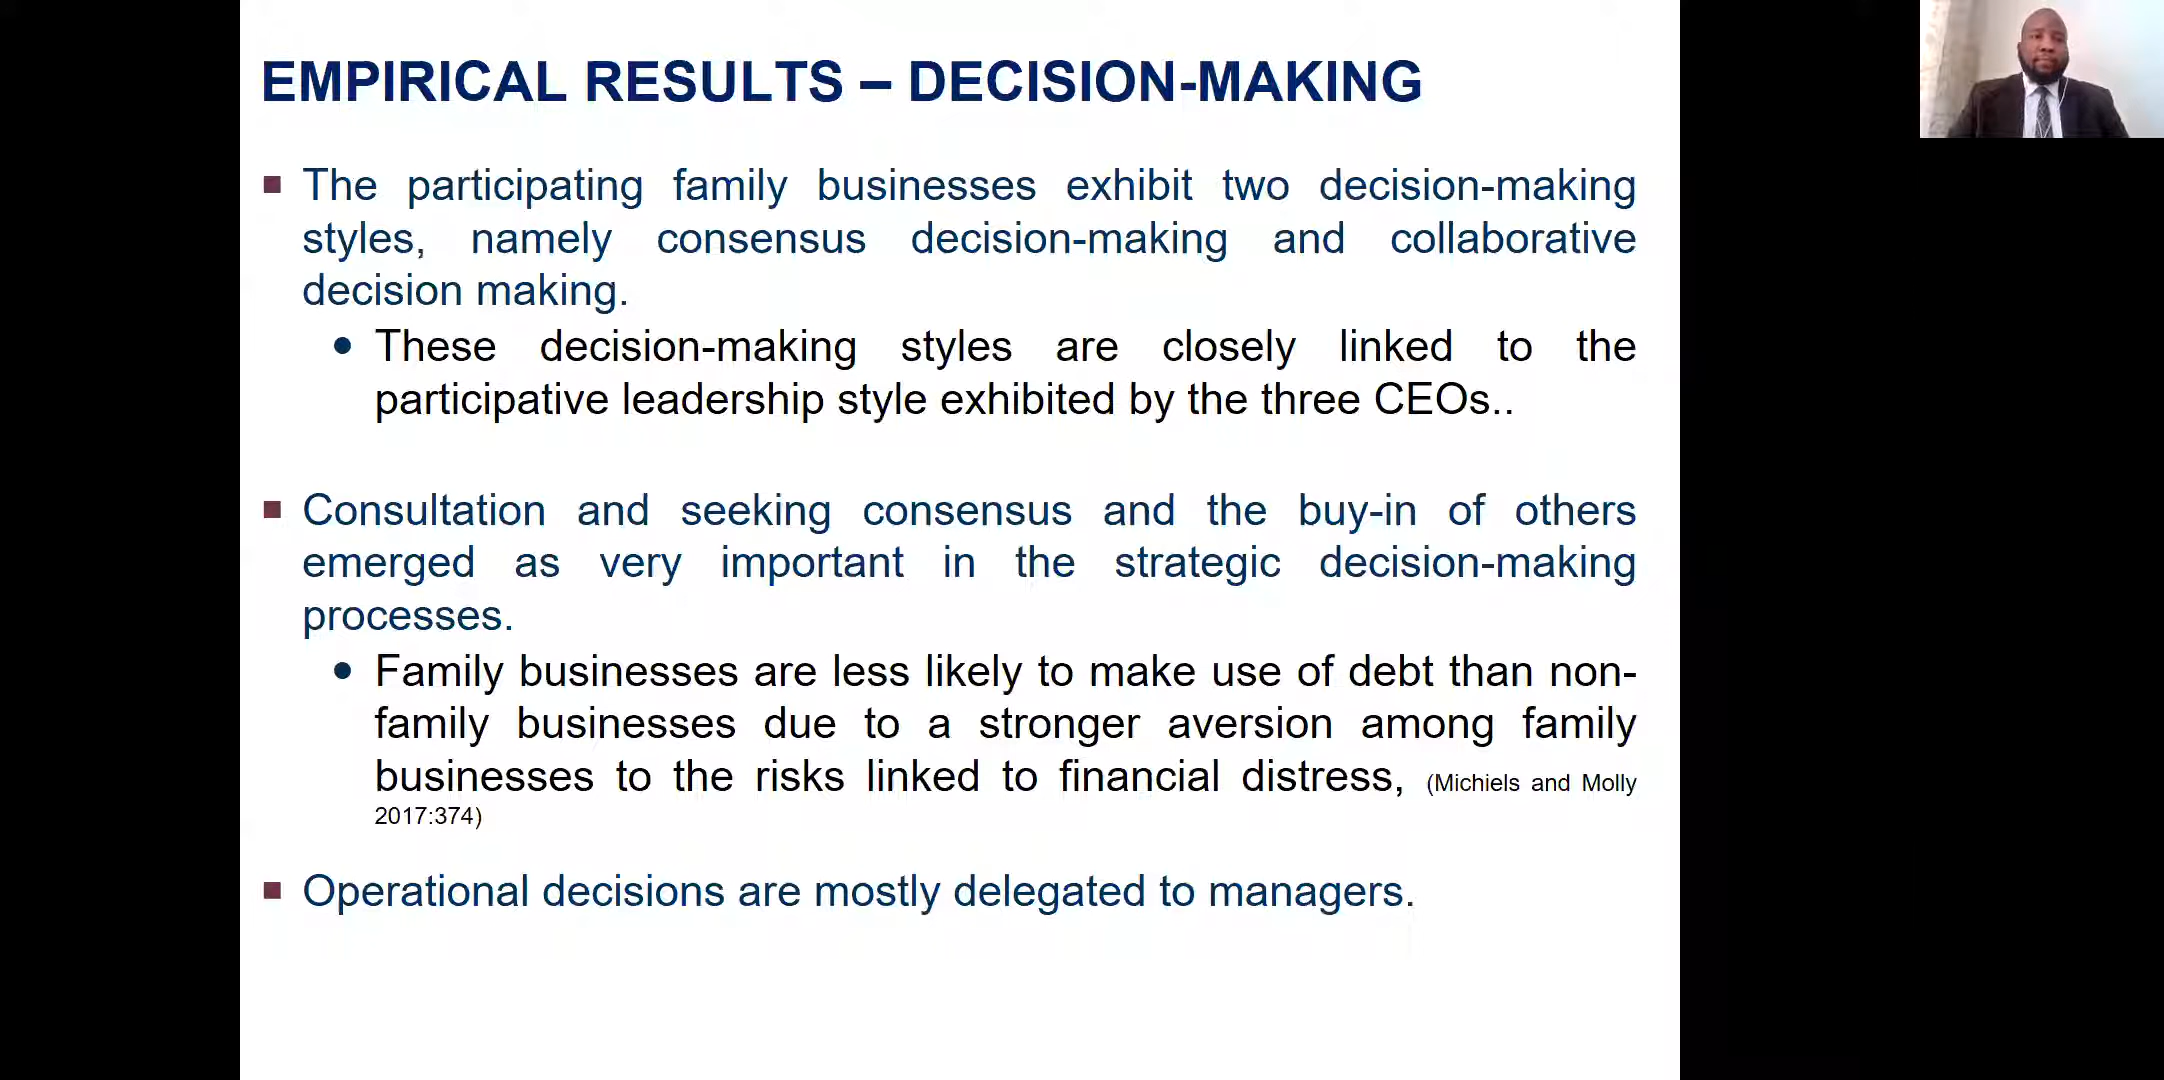 EMPIRICAL RESULTS – DECISION-MAKING
▪ The participating family businesses exhibit two decision-making
styles, namely consensus decision-making and collaborative
decision making.
• These decision-making styles are closely linked to the
participative leadership style exhibited by the three CEOs..
▪ Consultation and seeking consensus and the buy-in of others
emerged as very important in the strategic decision-making
processes.
• Family businesses are less likely to make use of debt than non-
family businesses due to a stronger aversion among family
businesses to the risks linked to financial distress, (Michiels and Molly
2017:374)
▪ Operational decisions are mostly delegated to managers.